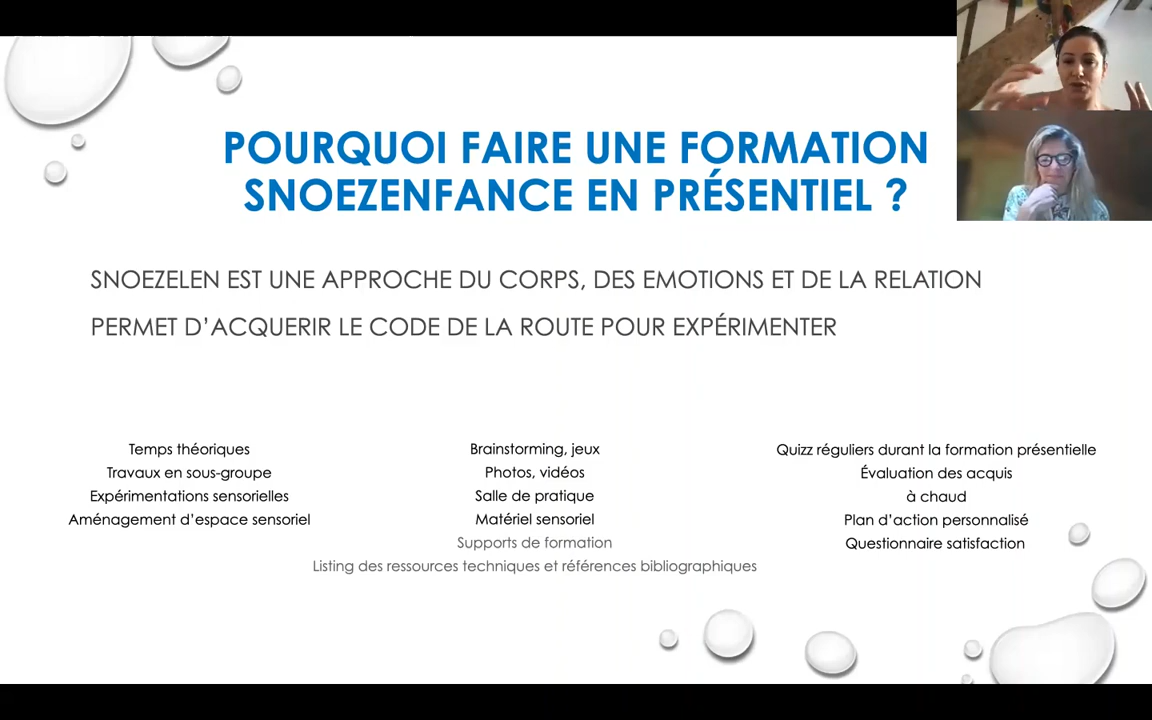 POURQUOI FAIRE UNE FORMATION
SNOEZENFANCE EN PRÉSENTIEL ?
SNOEZELEN EST UNE APPROCHE DU CORPS, DES EMOTIONS ET DE LA RELATION
PERMET D'ACQUERIR LE CODE DE LA ROUTE POUR EXPÉRIMENTER
Temps théoriques
Travaux en sous-groupe
Expérimentations sensorielles
Aménagement d'espace sensoriel
Brainstorming, jeux
Photos, vidéos
Salle de pratique
Matériel sensoriel
Supports de formation
Listing des ressources techniques et références bibliographiques
Quizz réguliers durant la formation présentielle
Évaluation des acquis
à chaud
Plan d'action personnalisé
Questionnaire satisfaction